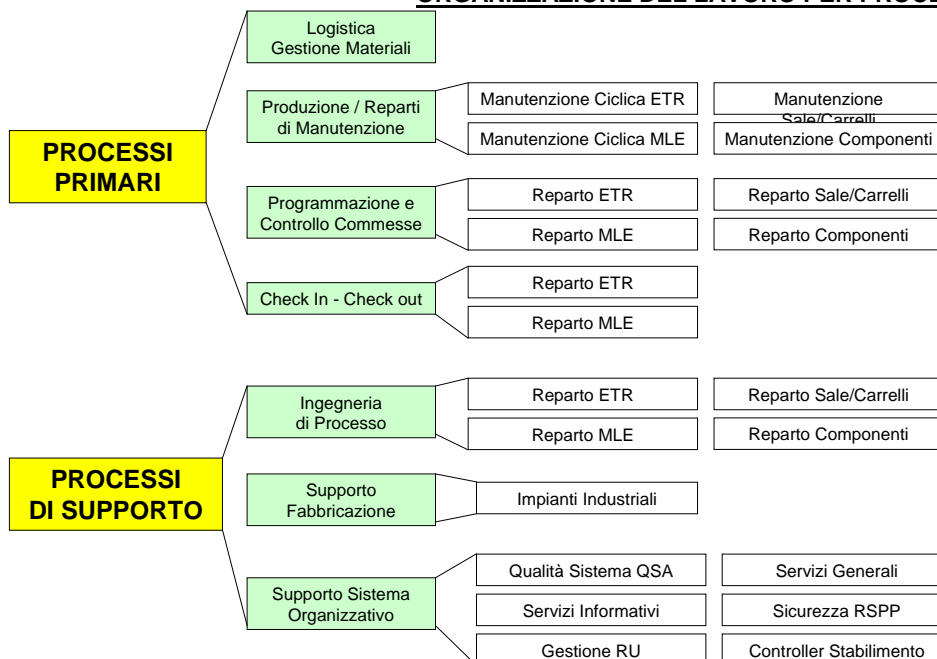 ORGANIZZAZIONE DEL LAVORO PER
Logistica
Gestione Materiali
Produzione / Reparti
di Manutenzione
Manutenzione Ciclica ETR
Manutenzione
Sale/Carrelli
Manutenzione Ciclica MLE
Manutenzione Componenti
PROCESSI
PRIMARI
Programmazione e
Controllo Commesse
Reparto ETR
Reparto Sale/Carrelli
Reparto MLE
Reparto Componenti
Check In - Check out
Reparto ETR
Reparto MLE
Ingegneria
di Processo
Reparto ETR
Reparto Sale/Carrelli
Reparto MLE
Reparto Componenti
PROCESSI
DI SUPPORTO
Supporto
Fabbricazione
Impianti Industriali
Supporto Sistema
Organizzativo
Qualità Sistema QSA
Servizi Generali
Servizi Informativi
Sicurezza RSPP
Gestione RU
Controller Stabilimento